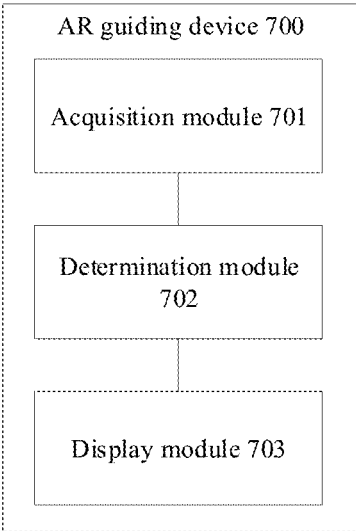 AR guiding device 700
Acquisition module 701
Determination module
702
Display module 703